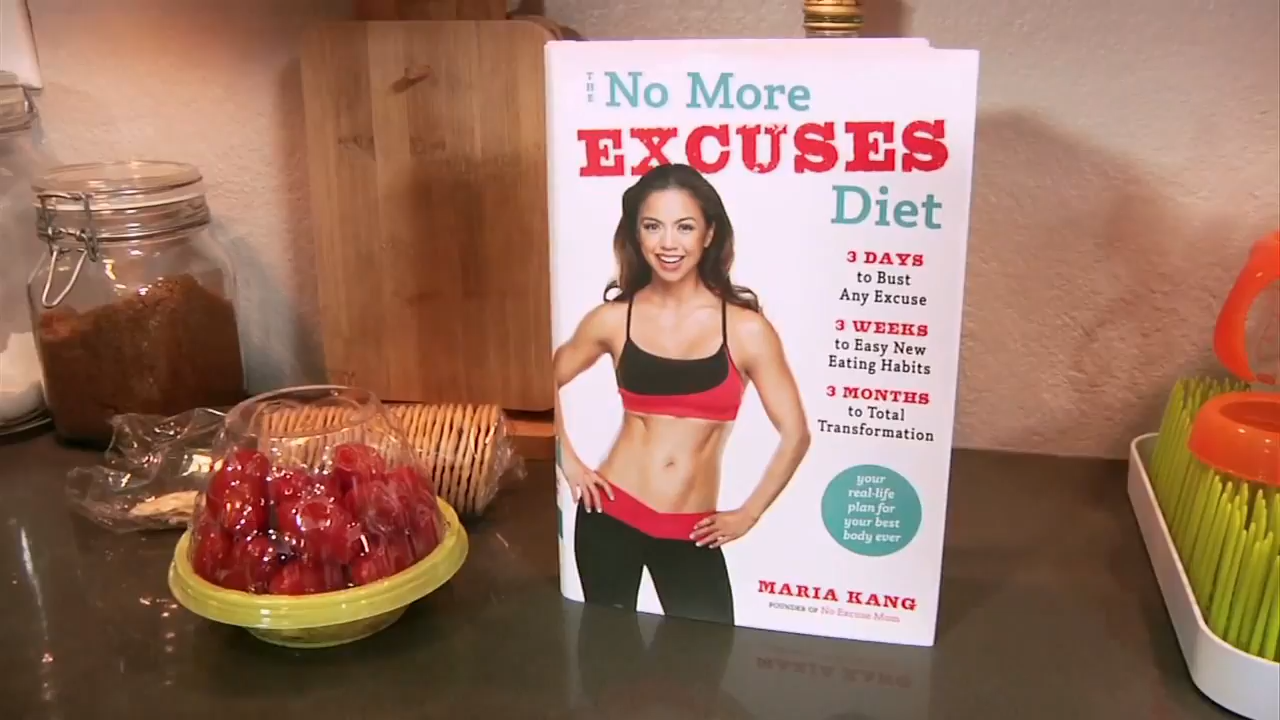 THE No More
EXCUSES
Diet
3 DAYS
to Bust
Any Excuse
3 WEEKS
to Easy New
Eating Habits
3 MONTHS
to Total
Transformation
your
real-life
plan for
your best
body ever
MARIA KANG
FOUNDER OF No Excuse Mom